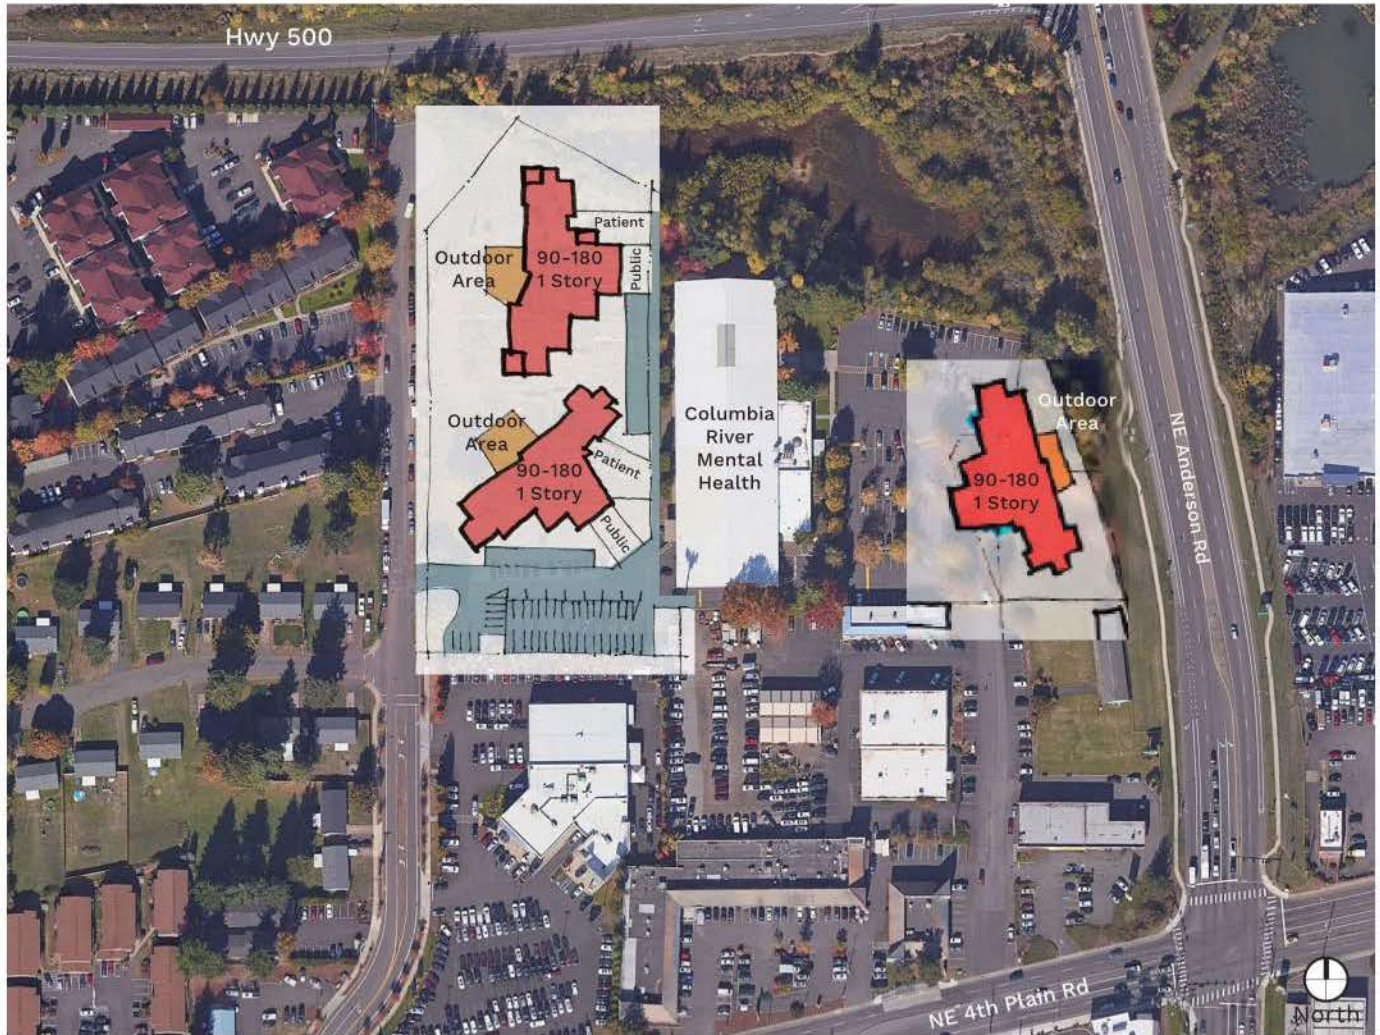 Hwy 500
Patient
Outdoor
Area
90-180
1 Story
Public
Outdoor
Area
90-180
1 Story
Patient
Public
Columbia
River
Mental
Health
Outdoor
Area
90-180
1 Story
NE Anderson Rd
NE 4th Plain Rd
North